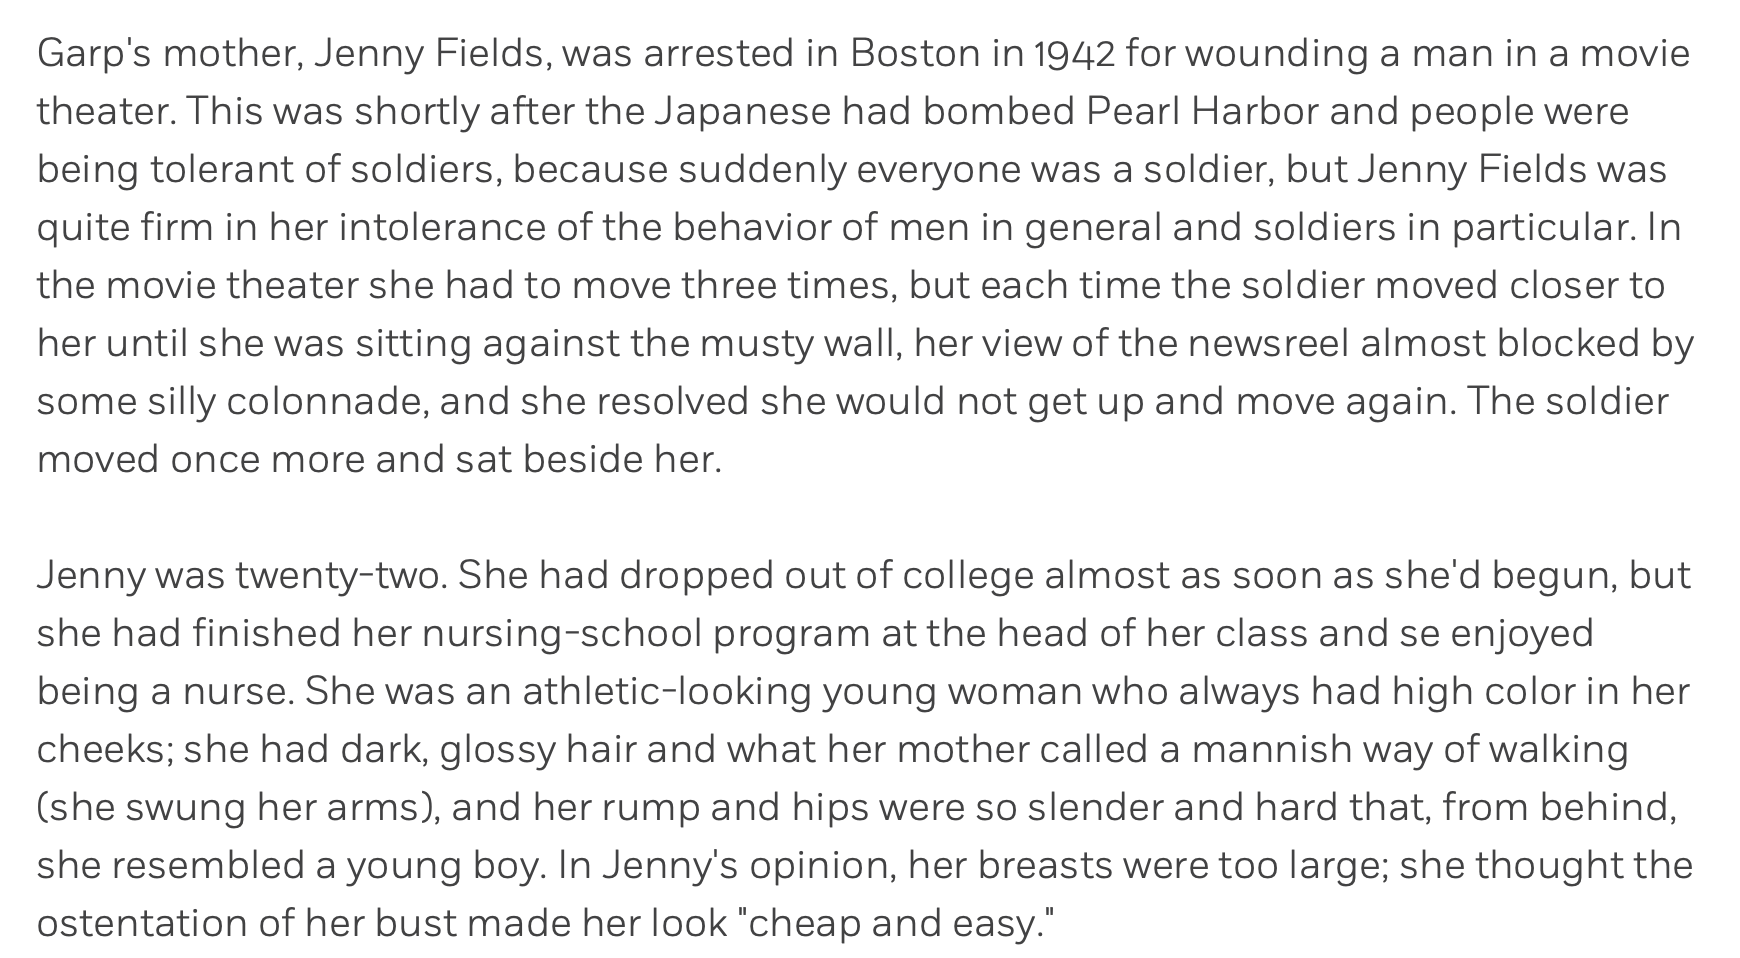 Garp's mother, Jenny Fields, was arrested in Boston in 1942 for wounding a man in a movie
theater. This was shortly after the Japanese had bombed Pearl Harbor and people were
being tolerant of soldiers, because suddenly everyone was a soldier, but Jenny Fields was
quite firm in her intolerance of the behavior of men in general and soldiers in particular. In
the movie theater she had to move three times, but each time the soldier moved closer to
her until she was sitting against the musty wall, her view of the newsreel almost blocked by
some silly colonnade, and she resolved she would not get up and move again. The soldier
moved once more and sat beside her.

Jenny was twenty-two. She had dropped out of college almost as soon as she'd begun, but
she had finished her nursing-school program at the head of her class and se enjoyed
being a nurse. She was an athletic-looking young woman who always had high color in her
cheeks; she had dark, glossy hair and what her mother called a mannish way of walking
(she swung her arms), and her rump and hips were so slender and hard that, from behind,
she resembled a young boy. In Jenny's opinion, her breasts were too large; she thought the
ostentation of her bust made her look "cheap and easy."